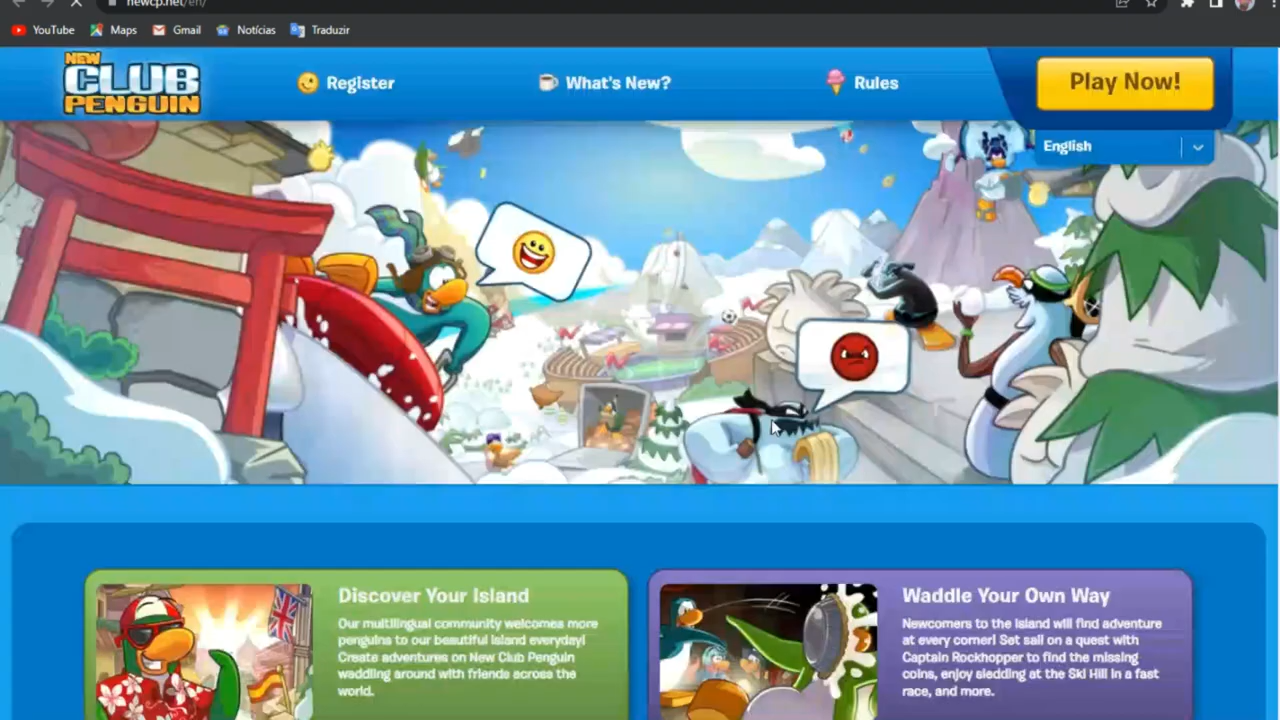 newcp.net/en/
YouTube Maps Gmail Notícias Traduzir
NEW
CLUB
PENGUIN
Register What's New? Rules Play Now!
English
Discover Your Island
Our multilingual community welcomes more
penguins to our beautiful island everyday!
Create adventures on New Club Penguin
waddling around with friends across the
world.
Waddle Your Own Way
Newcomers to the island will find adventure
at every corner! Set sail on a quest with
Captain Rockhopper to find the missing
coins, enjoy sledding at the Ski Hill in a fast
race, and more.